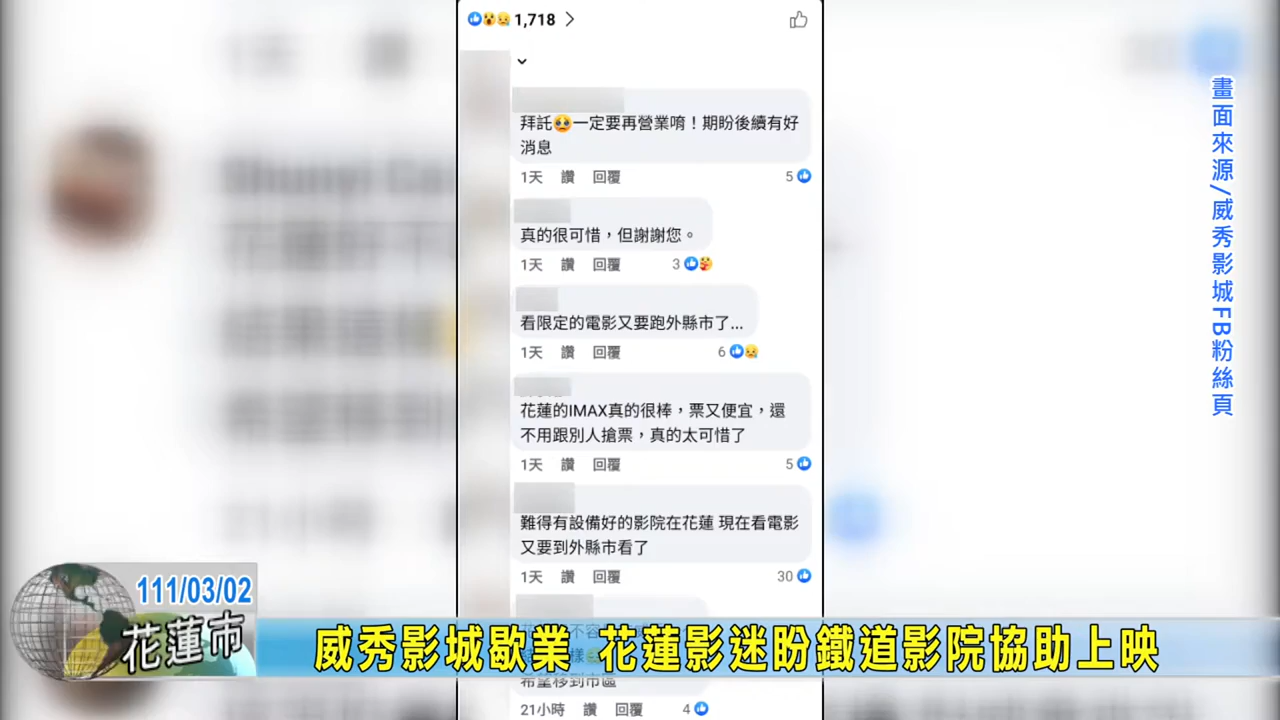 1,718
拜託🥹一定要再營業唷！期盼後續有好
消息
1天 讚 回覆 5
真的很可惜，但謝謝您。
1天 讚 回覆 3
看限定的電影又要跑外縣市了...
1天 讚 回覆 6
花蓮的IMAX真的很棒，票又便宜，還
不用跟別人搶票，真的太可惜了
1天 讚 回覆 5
難得有設備好的影院在花蓮 現在看電影
又要到外縣市看了
1天 讚 回覆 30
希望移到市區
21小時 讚 回覆 4
畫面來源/威秀影城FB粉絲頁
111/03/02
花蓮市
威秀影城歇業 花蓮影迷盼鐵道影院協助上映